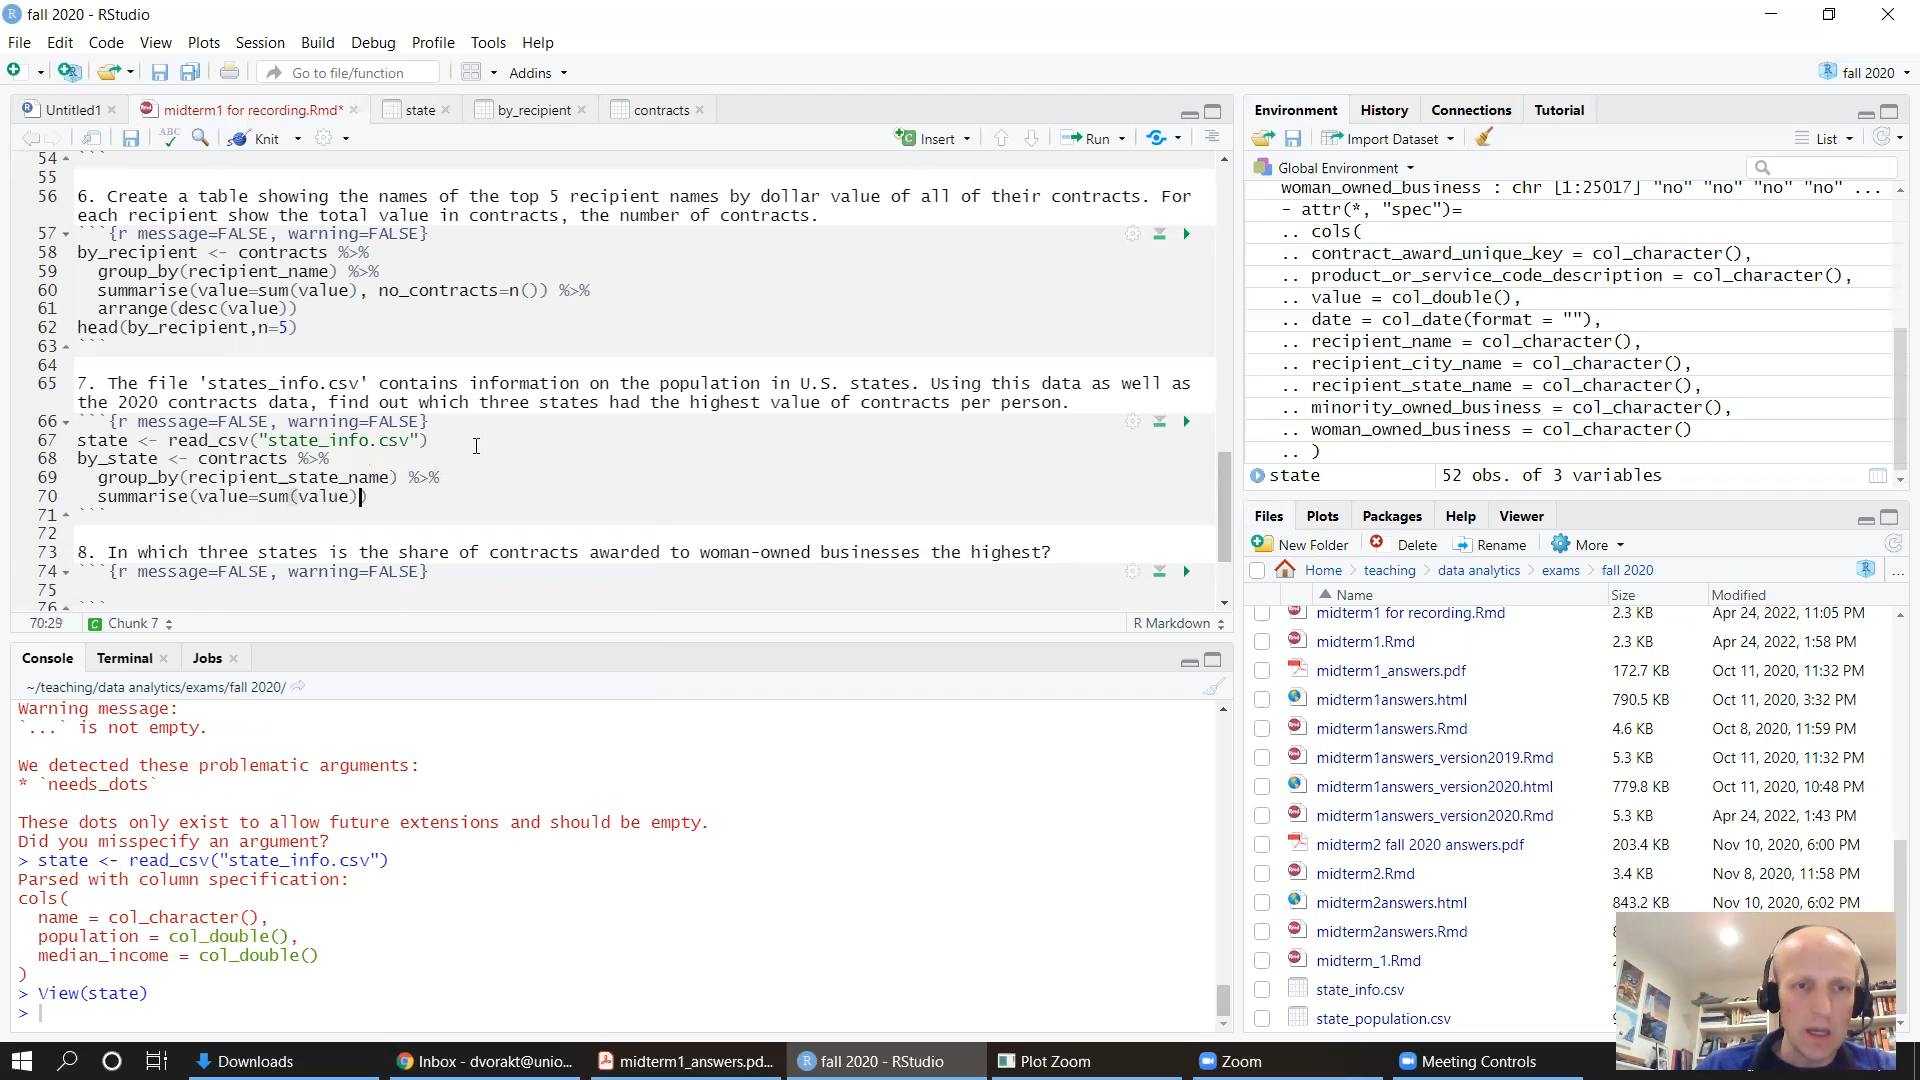 fall 2020 - RStudio
File Edit Code View Plots Session Build Debug Profile Tools Help
Go to file/function Addins fall 2020
Untitled1 midterm1 for recording.Rmd* state by_recipient contracts
ABC Knit Insert Run
54 ```
55
56 6. Create a table showing the names of the top 5 recipient names by dollar value of all of their contracts. For
each recipient show the total value in contracts, the number of contracts.
57 ```{r message=FALSE, warning=FALSE}
58 by_recipient <- contracts %>%
59 group_by(recipient_name) %>%
60 summarise(value=sum(value), no_contracts=n()) %>%
61 arrange(desc(value))
62 head(by_recipient,n=5)
63 ```
64
65 7. The file 'states_info.csv' contains information on the population in U.S. states. Using this data as well as
the 2020 contracts data, find out which three states had the highest value of contracts per person.
66 ```{r message=FALSE, warning=FALSE}
67 state <- read_csv("state_info.csv")
68 by_state <- contracts %>%
69 group_by(recipient_state_name) %>%
70 summarise(value=sum(value))
71 ```
72
73 8. In which three states is the share of contracts awarded to woman-owned businesses the highest?
74 ```{r message=FALSE, warning=FALSE}
75
76 ```
70:29 Chunk 7 R Markdown
Console Terminal Jobs
~/teaching/data analytics/exams/fall 2020/
Warning message:
`...` is not empty.
We detected these problematic arguments:
* `needs_dots`
These dots only exist to allow future extensions and should be empty.
Did you misspecify an argument?
> state <- read_csv("state_info.csv")
Parsed with column specification:
cols(
name = col_character(),
population = col_double(),
median_income = col_double()
)
> View(state)
>
Environment History Connections Tutorial
Import Dataset List
Global Environment
woman_owned_business : chr [1:25017] "no" "no" "no" "no" ...
- attr(*, "spec")=
.. cols(
.. contract_award_unique_key = col_character(),
.. product_or_service_code_description = col_character(),
.. value = col_double(),
.. date = col_date(format = ""),
.. recipient_name = col_character(),
.. recipient_city_name = col_character(),
.. recipient_state_name = col_character(),
.. minority_owned_business = col_character(),
.. woman_owned_business = col_character()
.. )
state 52 obs. of 3 variables
Files Plots Packages Help Viewer
New Folder Delete Rename More
Home teaching data analytics exams fall 2020 ...
Name Size Modified
midterm1 for recording.Rmd 2.3 KB Apr 24, 2022, 11:05 PM
midterm1.Rmd 2.3 KB Apr 24, 2022, 1:58 PM
midterm1_answers.pdf 172.7 KB Oct 11, 2020, 11:32 PM
midterm1answers.html 790.5 KB Oct 11, 2020, 3:32 PM
midterm1answers.Rmd 4.6 KB Oct 8, 2020, 11:59 PM
midterm1answers_version2019.Rmd 5.3 KB Oct 11, 2020, 11:32 PM
midterm1answers_version2020.html 779.8 KB Oct 11, 2020, 10:48 PM
midterm1answers_version2020.Rmd 5.3 KB Apr 24, 2022, 1:43 PM
midterm2 fall 2020 answers.pdf 203.4 KB Nov 10, 2020, 6:00 PM
midterm2.Rmd 3.4 KB Nov 8, 2020, 11:58 PM
midterm2answers.html 843.2 KB Nov 10, 2020, 6:02 PM
midterm2answers.Rmd
midterm_1.Rmd
state_info.csv
state_population.csv
Downloads Inbox - dvorakt@unio... midterm1_answers.pd... fall 2020 - RStudio Plot Zoom Zoom Meeting Controls